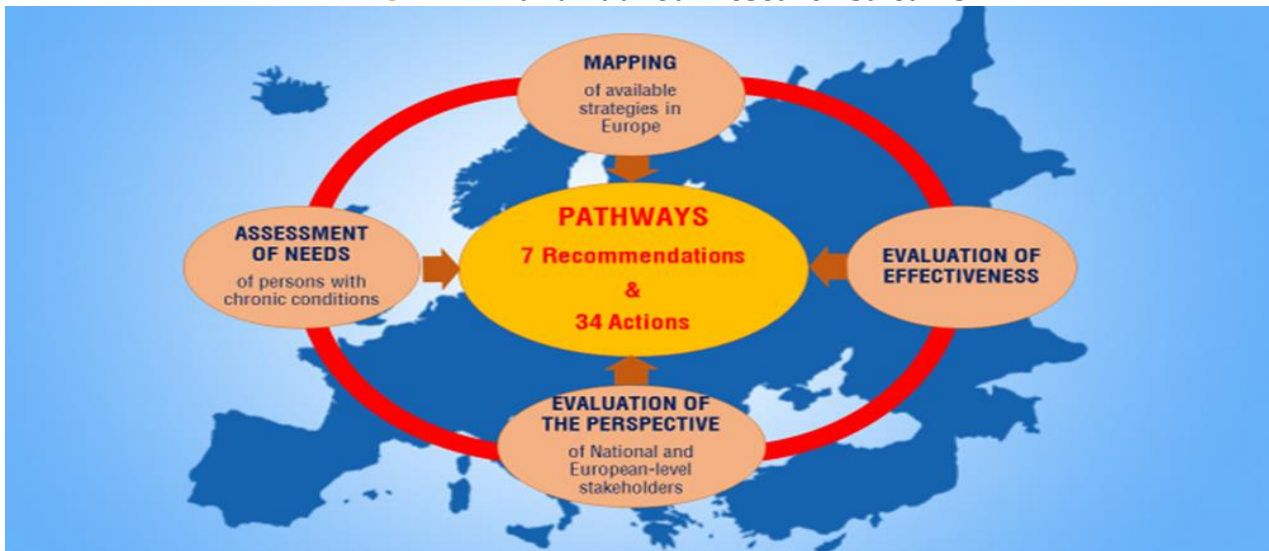 MAPPING
of available
strategies in
Europe
ASSESSMENT
OF NEEDS
of persons with
chronic conditions
PATHWAYS
7 Recommendations
&
34 Actions
EVALUATION OF
EFFECTIVENESS
EVALUATION OF
THE PERSPECTIVE
of National and
European-level
stakeholders